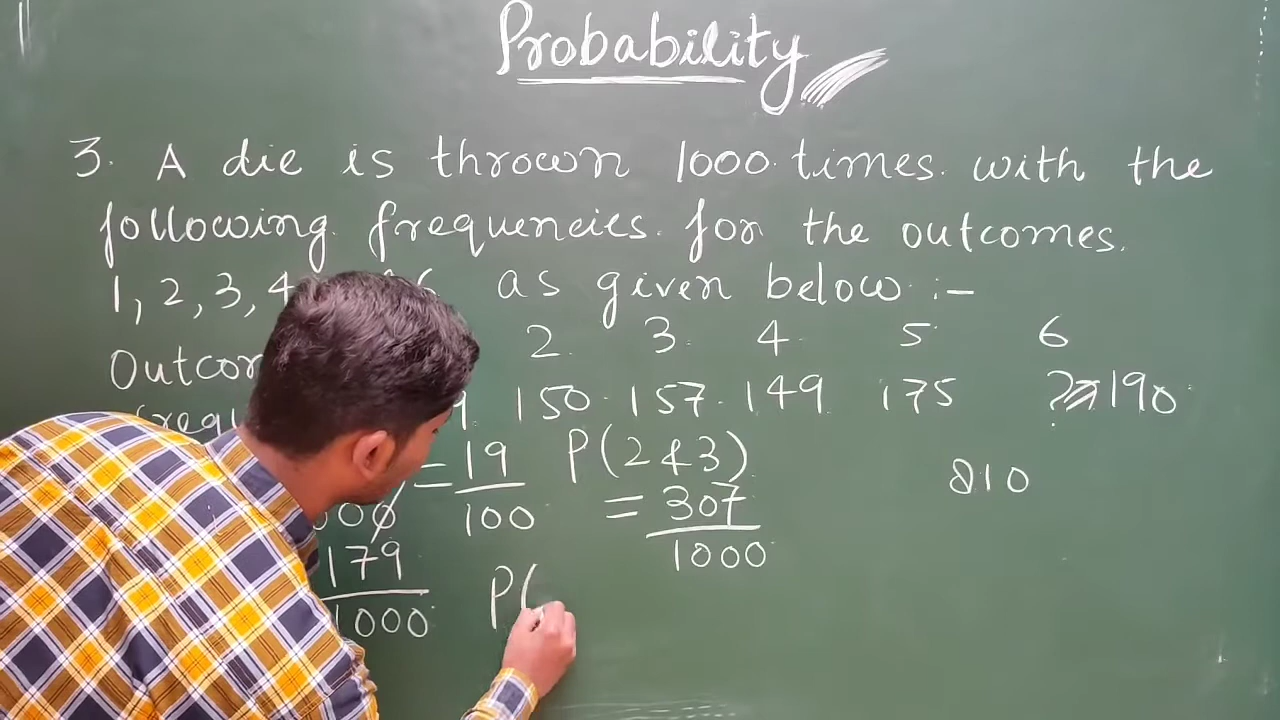 Probability
3. A die is thrown 1000 times with the
following frequencies for the outcomes.
1, 2, 3, 4 6 as given below :-
2 3 4 5 6
150 157 149 175 ? 190
= 19/100 P(2 & 3) 810
= 307/1000
179/1000 P(